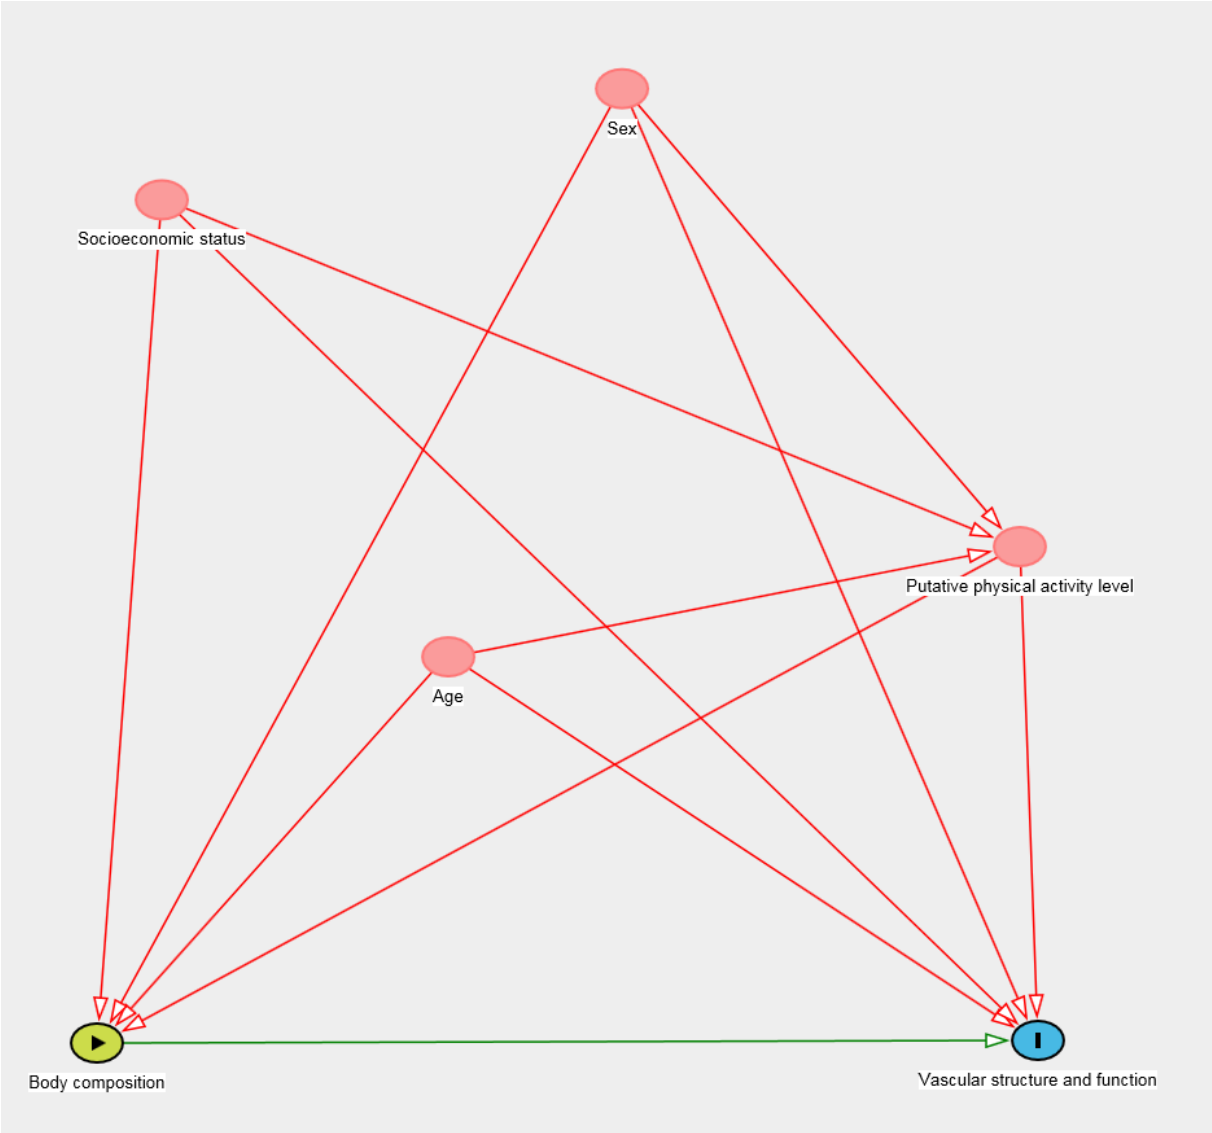 Sex
Socioeconomic status
Putative physical activity level
Age
Body composition
Vascular structure and function